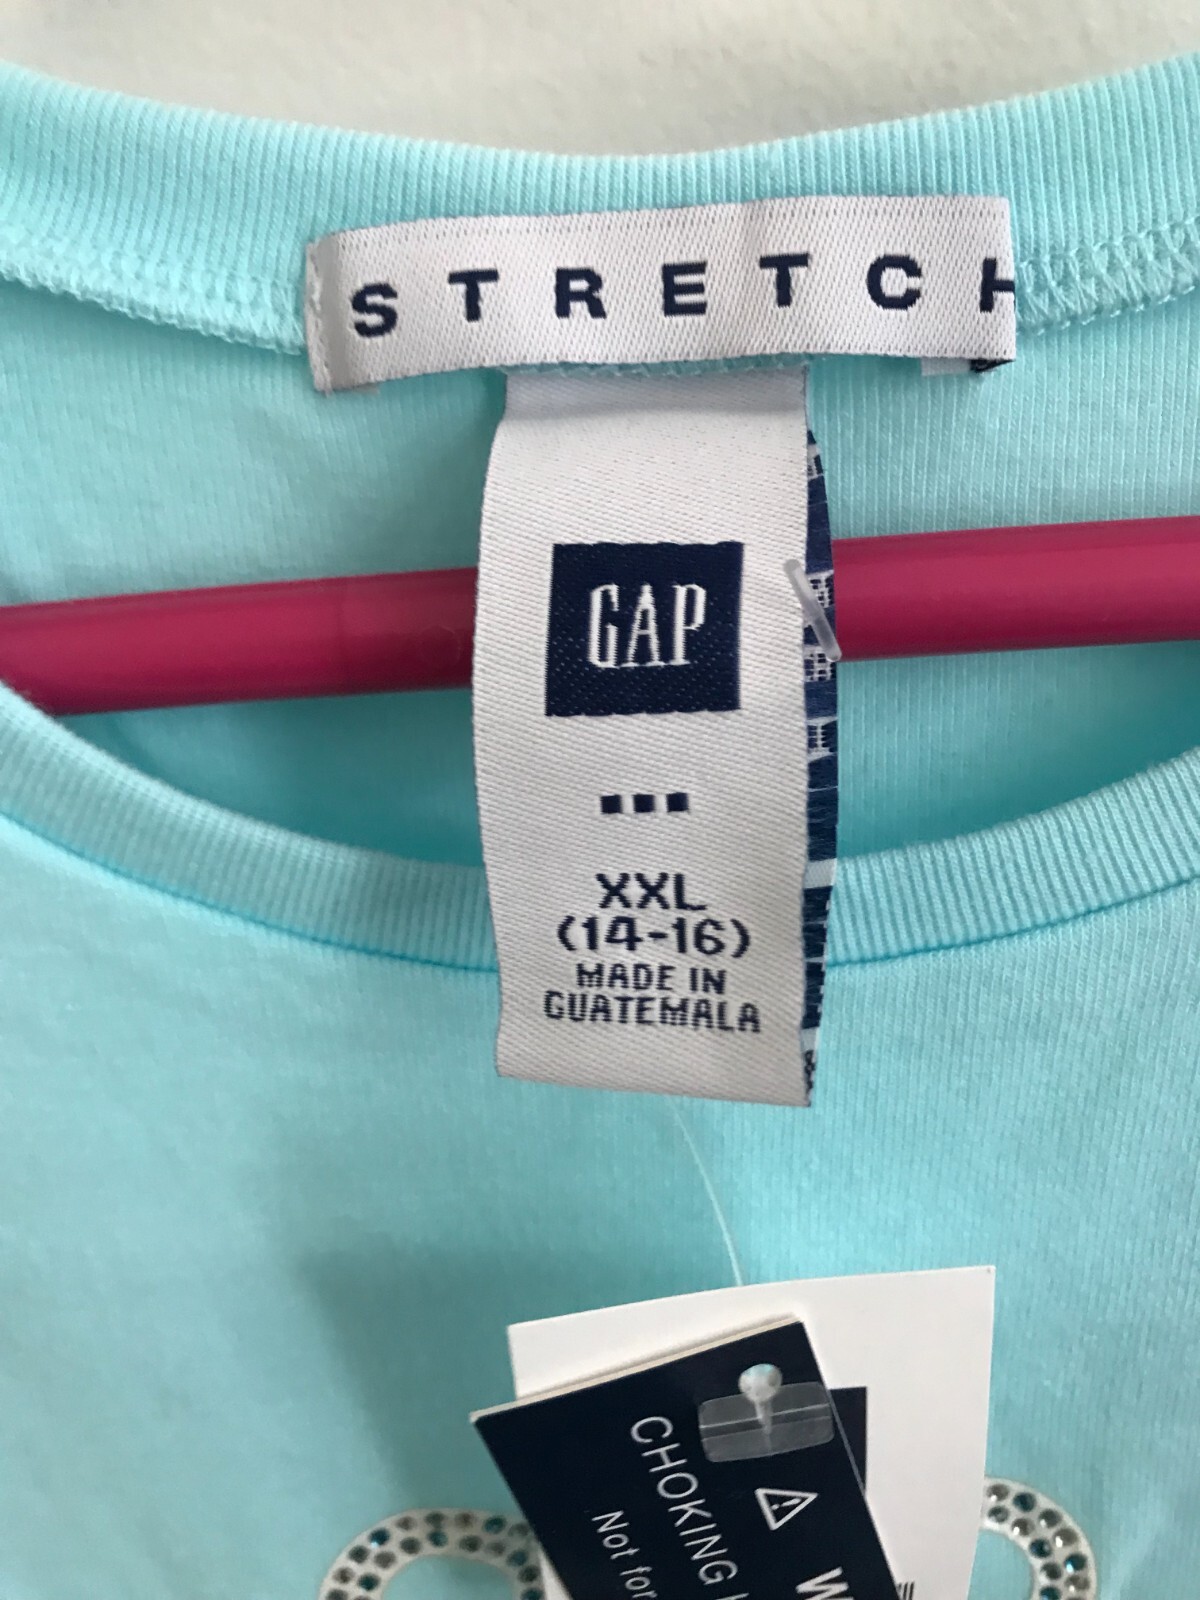 STRETCH
GAP
XXL
(14-16)
MADE IN
GUATEMALA
⚠ W
CHOKING
Not for